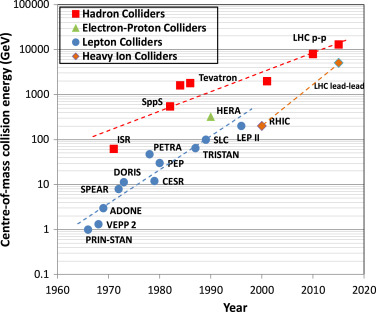 100000
10000
1000
100
10
1
0.1
Centre-of-mass collision energy (GeV)
Hadron Colliders
Electron-Proton Colliders
Lepton Colliders
Heavy Ion Colliders
LHC p-p
Tevatron
LHC lead-lead
SppS
HERA
RHIC
ISR
PETRA
SLC
LEP II
TRISTAN
PEP
DORIS
CESR
SPEAR
ADONE
VEPP 2
PRIN-STAN
1960 1970 1980 1990 2000 2010 2020
Year